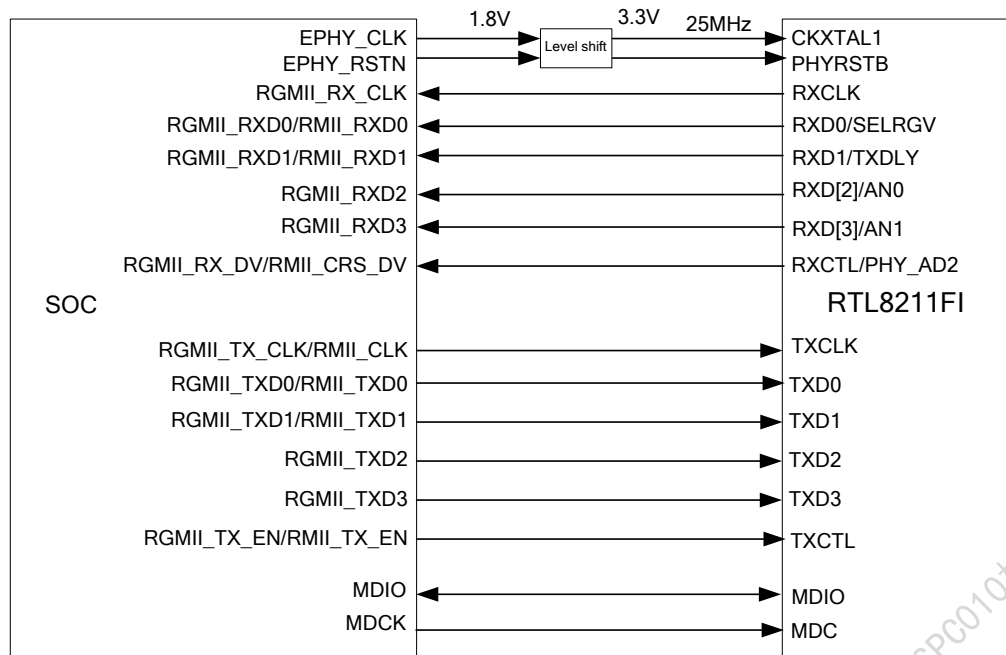 1.8V 3.3V 25MHz
EPHY_CLK Level shift CKXTAL1
EPHY_RSTN PHYRSTB
RGMII_RX_CLK RXCLK
RGMII_RXD0/RMII_RXD0 RXD0/SELRGV
RGMII_RXD1/RMII_RXD1 RXD1/TXDLY
RGMII_RXD2 RXD[2]/AN0
RGMII_RXD3 RXD[3]/AN1
RGMII_RX_DV/RMII_CRS_DV RXCTL/PHY_AD2
SOC RTL8211FI
RGMII_TX_CLK/RMII_CLK TXCLK
RGMII_TXD0/RMII_TXD0 TXD0
RGMII_TXD1/RMII_TXD1 TXD1
RGMII_TXD2 TXD2
RGMII_TXD3 TXD3
RGMII_TX_EN/RMII_TX_EN TXCTL
MDIO MDIO
MDCK MDC